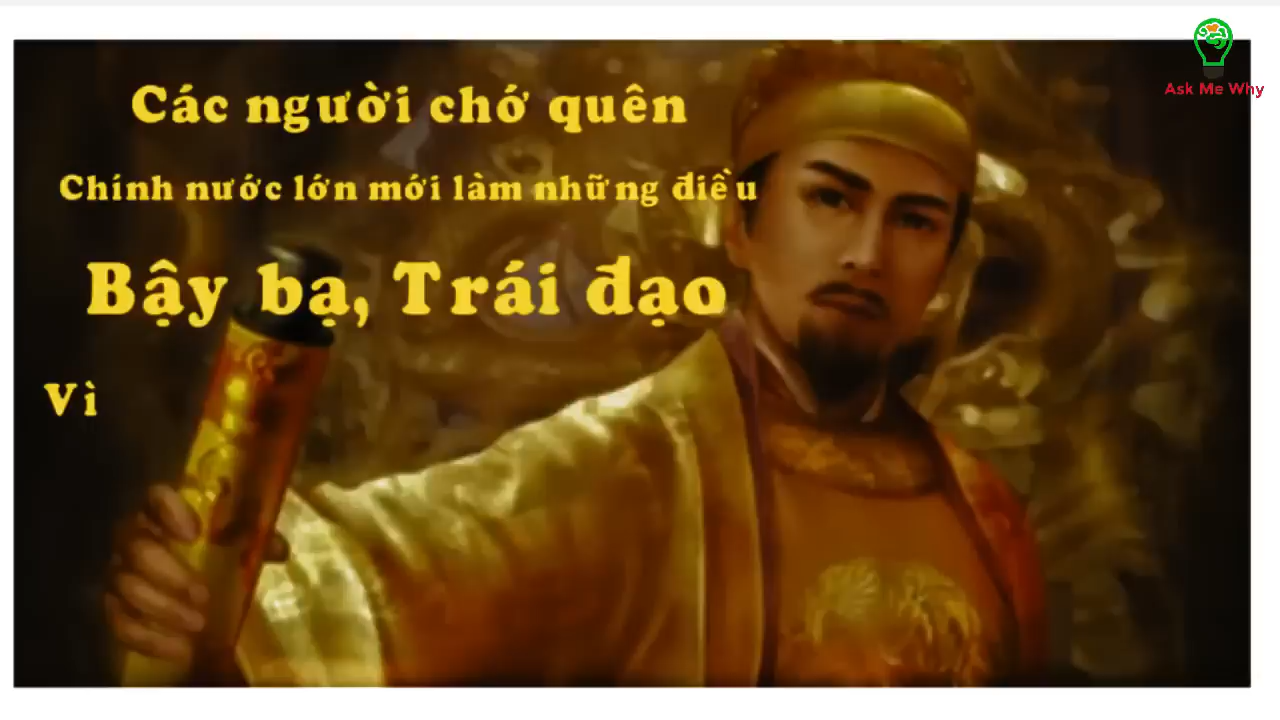 Ask Me Why
Các người chớ quên
Chính nước lớn mới làm những điều
Bậy bạ, Trái đạo
Vì